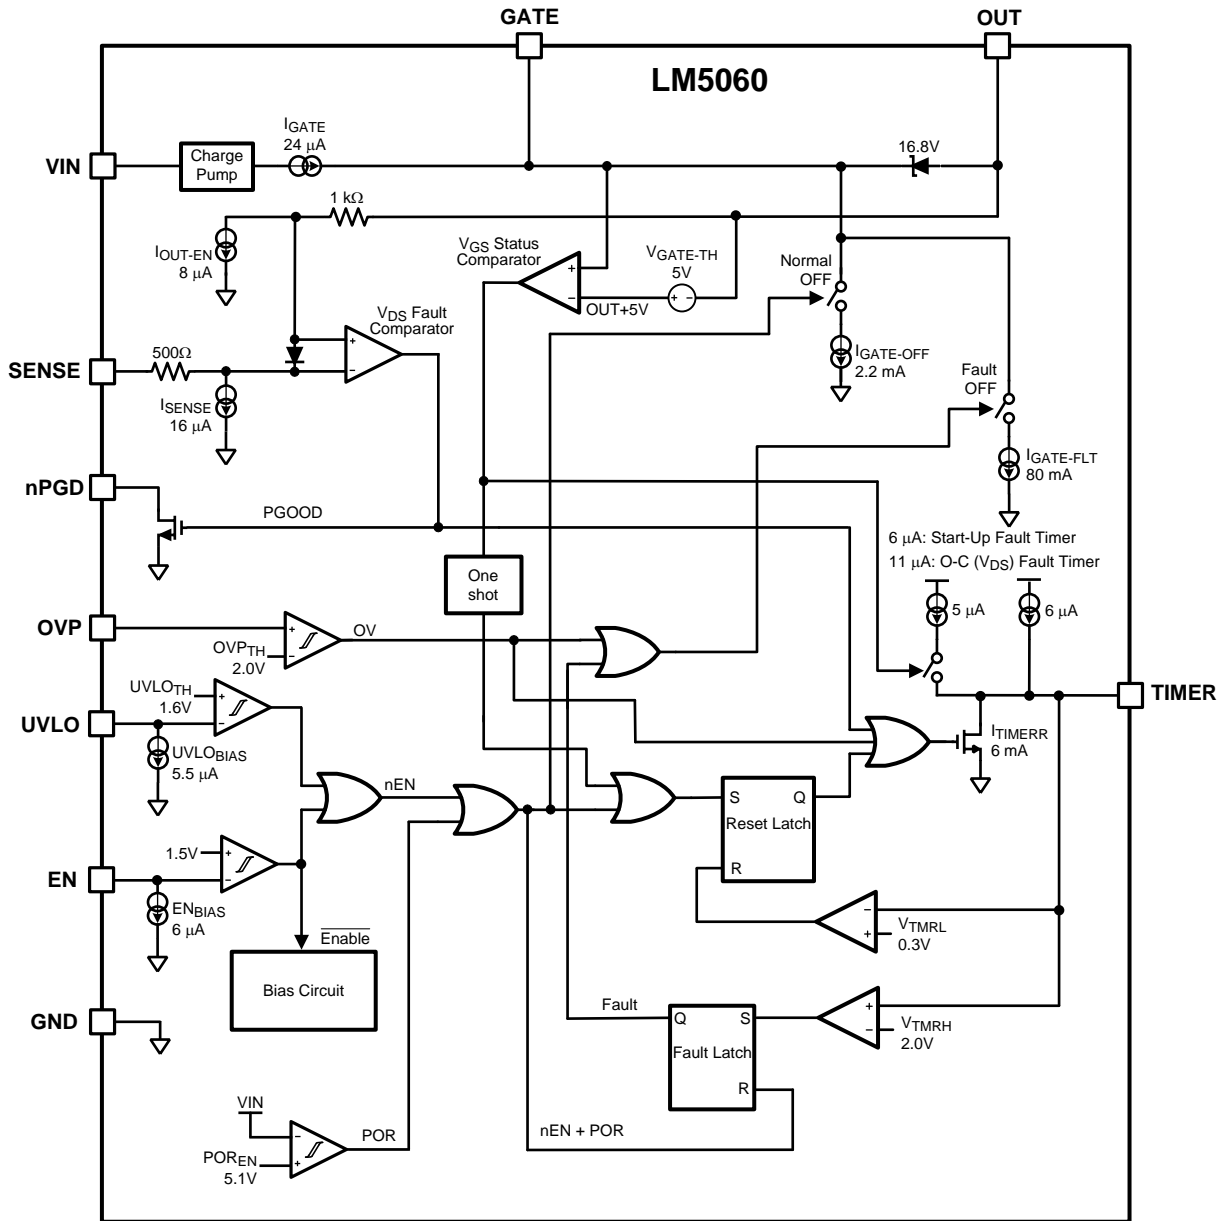 GATE
OUT
LM5060
IGATE
24 μA
VIN
Charge
Pump
16.8V
1 kΩ
IOUT-EN
8 μA
VGS Status
Comparator
+
−
VGATE-TH
5V
+ −
OUT+5V
Normal
OFF
IGATE-OFF
2.2 mA
VDS Fault
Comparator
+
−
500Ω
SENSE
ISENSE
16 μA
Fault
OFF
IGATE-FLT
80 mA
nPGD
PGOOD
6 μA: Start-Up Fault Timer
11 μA: O-C (VDS) Fault Timer
5 μA
6 μA
One
shot
OVP
+
−
OV
OVPTH
2.0V
UVLOTH
1.6V
+
−
UVLO
UVLOBIAS
5.5 μA
TIMER
ITIMERR
6 mA
nEN
S
Q
Reset Latch
R
1.5V
+
−
EN
ENBIAS
6 μA
Enable
Bias Circuit
−
+
VTMRL
0.3V
GND
Fault
Q
S
Fault Latch
R
+
−
VTMRH
2.0V
VIN
−
+
POR
POREN
5.1V
nEN + POR